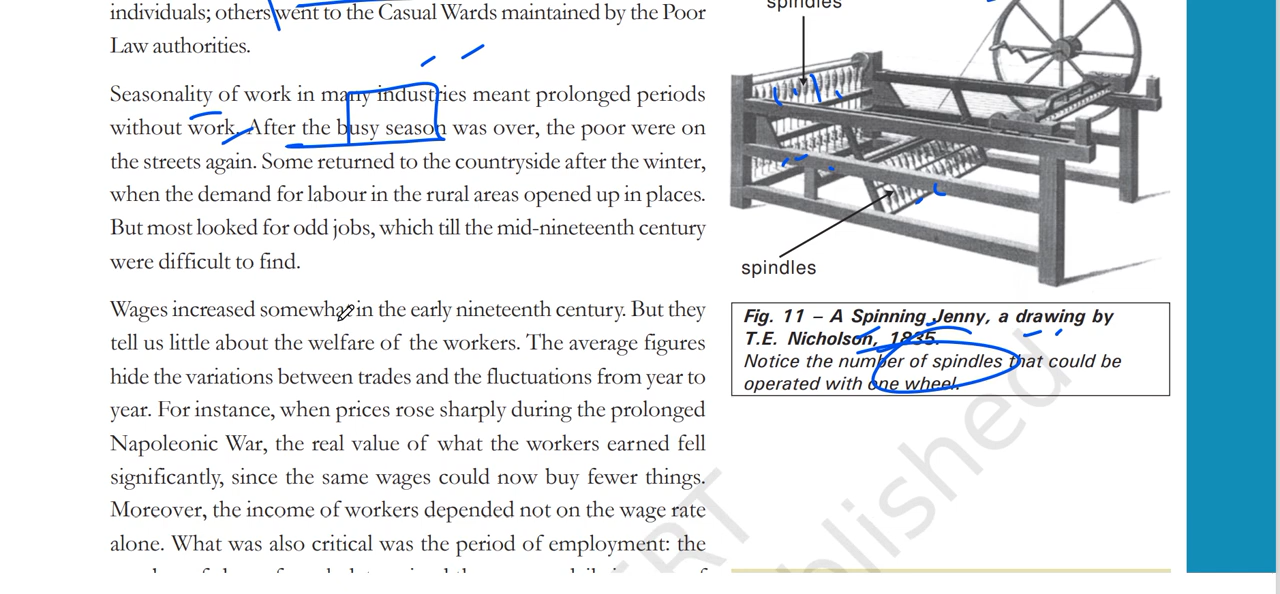 individuals; others went to the Casual Wards maintained by the Poor
Law authorities.
Seasonality of work in many industries meant prolonged periods
without work. After the busy season was over, the poor were on
the streets again. Some returned to the countryside after the winter,
when the demand for labour in the rural areas opened up in places.
But most looked for odd jobs, which till the mid-nineteenth century
were difficult to find.
Wages increased somewhat in the early nineteenth century. But they
tell us little about the welfare of the workers. The average figures
hide the variations between trades and the fluctuations from year to
year. For instance, when prices rose sharply during the prolonged
Napoleonic War, the real value of what the workers earned fell
significantly, since the same wages could now buy fewer things.
Moreover, the income of workers depended not on the wage rate
alone. What was also critical was the period of employment: the
spindles
spindles
Fig. 11 – A Spinning Jenny, a drawing by
T.E. Nicholson, 1835.
Notice the number of spindles that could be
operated with one wheel.